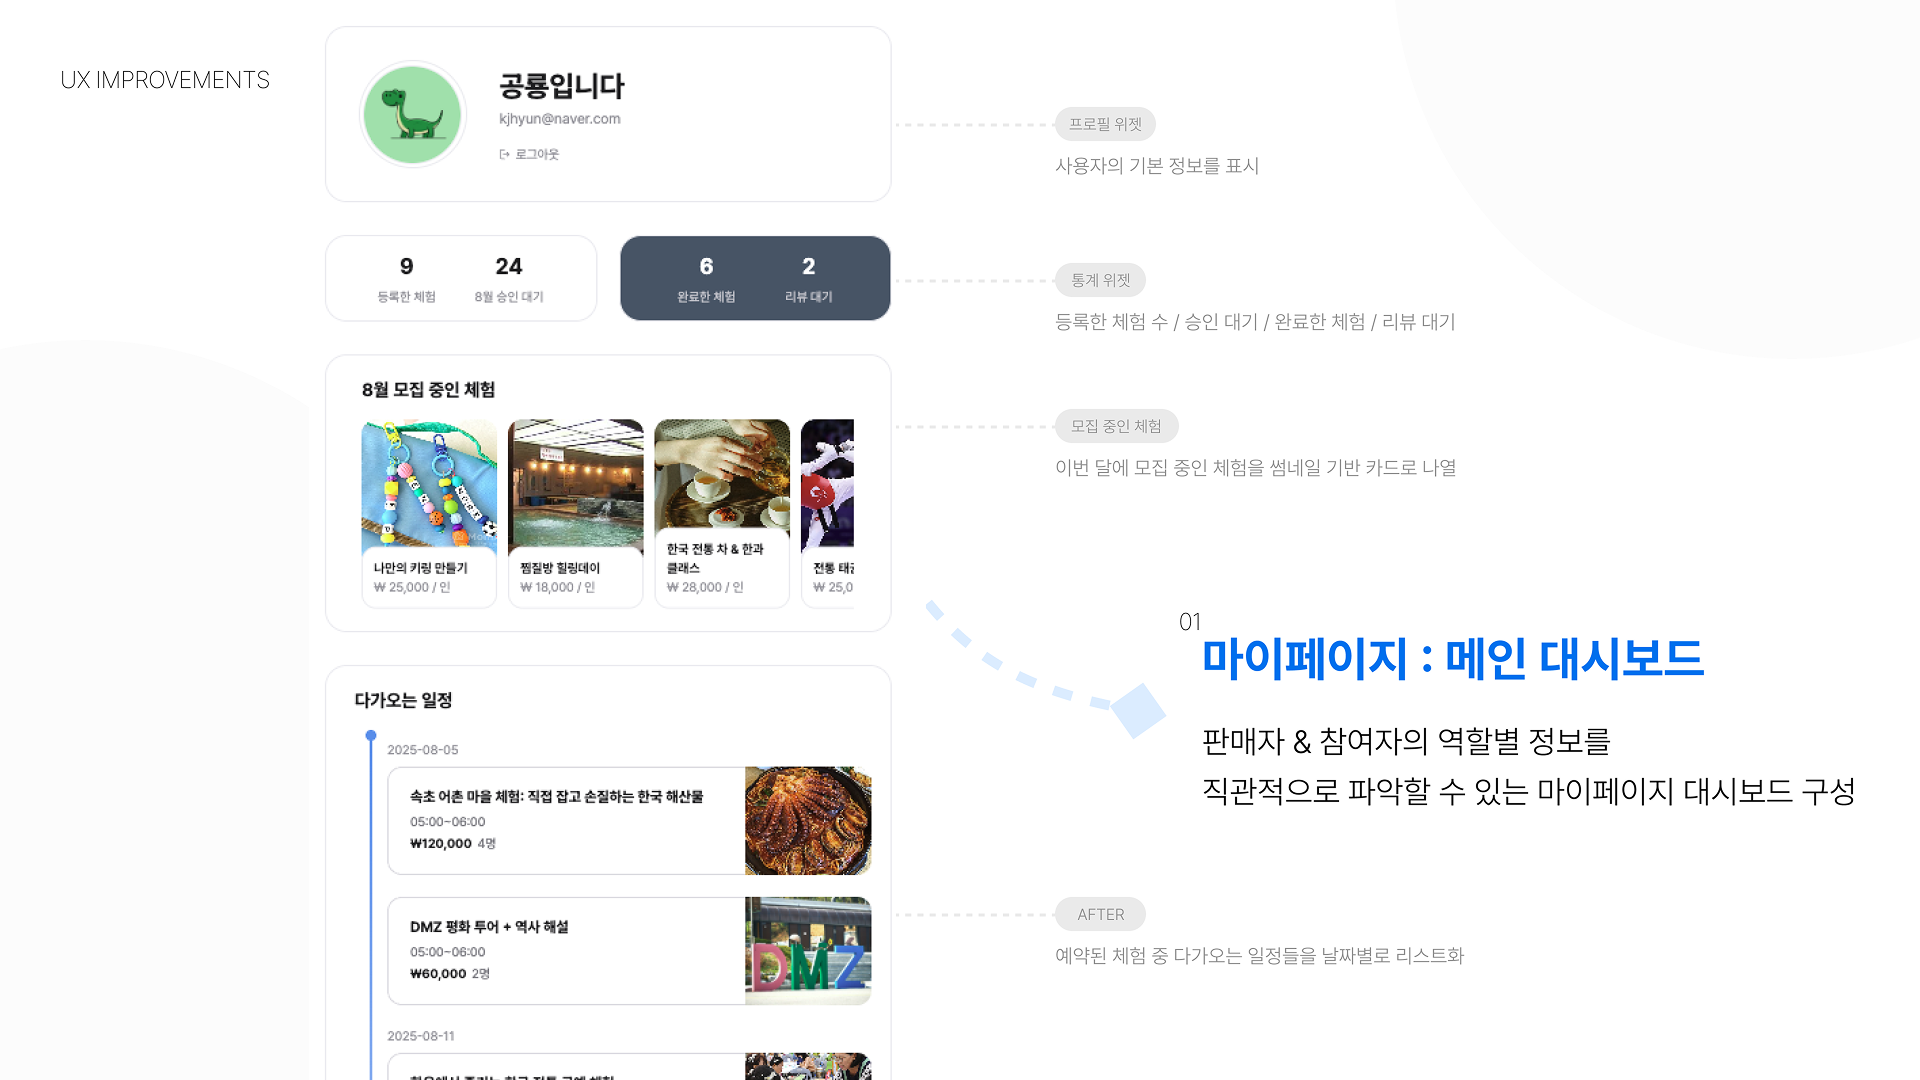 UX IMPROVEMENTS
공룡입니다
kjhyun@naver.com
로그아웃
9
등록한 체험
24
8월 승인 대기
6
완료한 체험
2
리뷰 대기
8월 모집 중인 체험
나만의 키링 만들기
₩ 25,000 / 인
찜질방 힐링데이
₩ 18,000 / 인
한국 전통 차 & 한과
클래스
₩ 28,000 / 인
전통
₩ 25,0
다가오는 일정
2025-08-05
속초 어촌 마을 체험: 직접 잡고 손질하는 한국 해산물
05:00~06:00
₩120,000 4명
DMZ 평화 투어 + 역사 해설
05:00~06:00
₩60,000 2명
DMZ
2025-08-11
프로필 위젯
사용자의 기본 정보를 표시
통계 위젯
등록한 체험 수 / 승인 대기 / 완료한 체험 / 리뷰 대기
모집 중인 체험
이번 달에 모집 중인 체험을 썸네일 기반 카드로 나열
01
마이페이지 : 메인 대시보드
판매자 & 참여자의 역할별 정보를
직관적으로 파악할 수 있는 마이페이지 대시보드 구성
AFTER
예약된 체험 중 다가오는 일정들을 날짜별로 리스트화